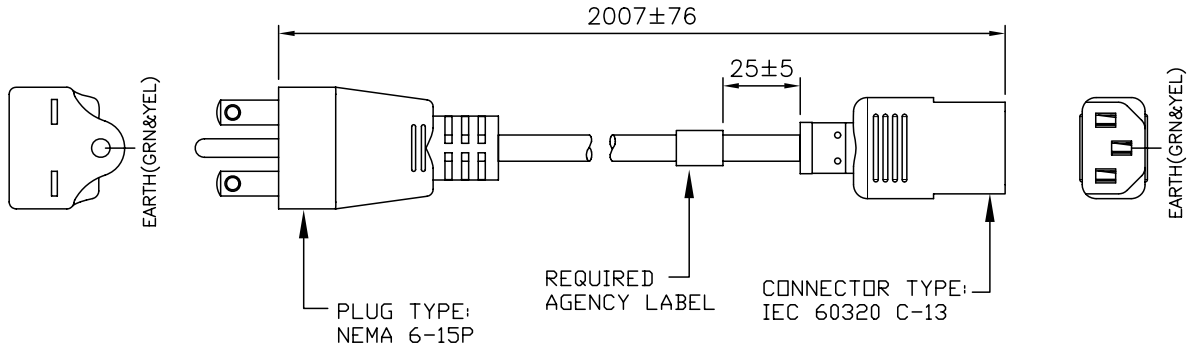 2007±76
25±5
EARTH(GRN&YEL)
EARTH(GRN&YEL)
REQUIRED
AGENCY LABEL
CONNECTOR TYPE:
IEC 60320 C-13
PLUG TYPE:
NEMA 6-15P